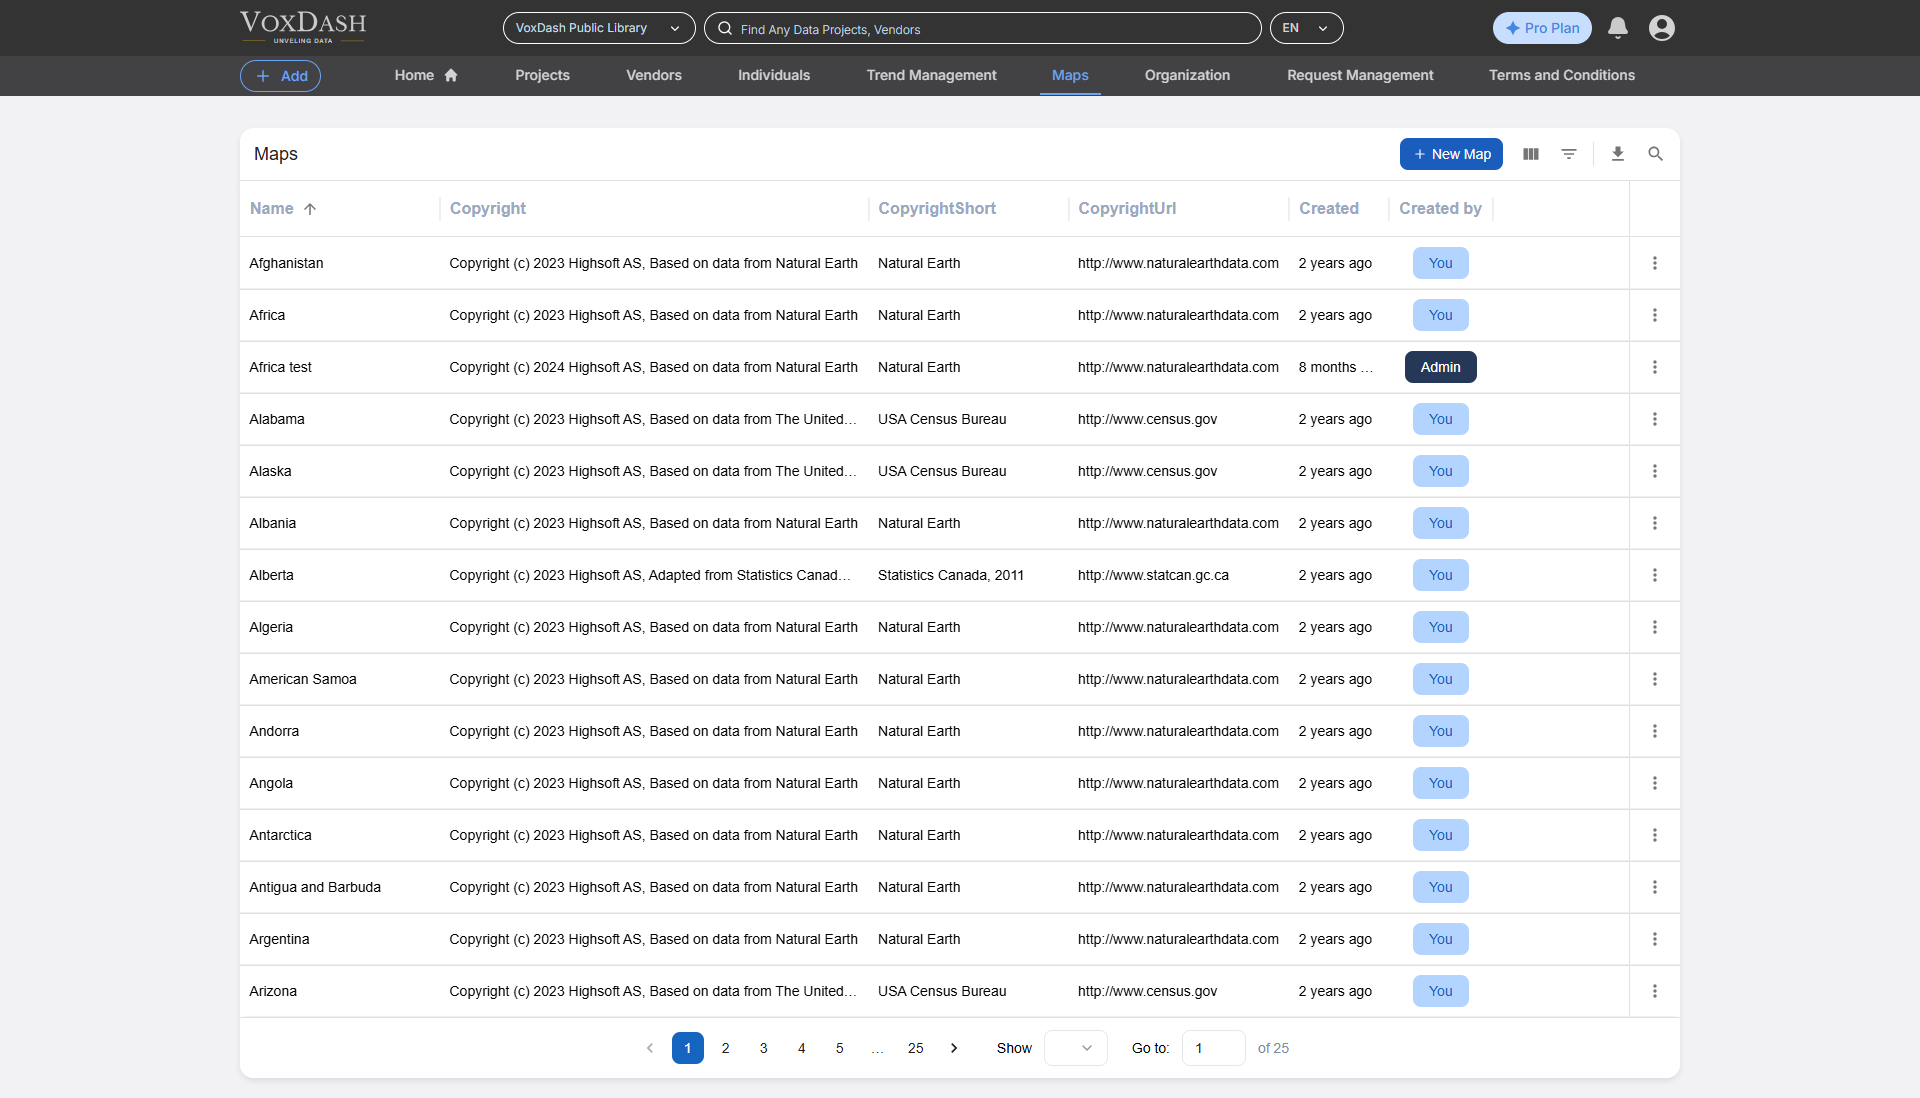 VOXDASH
UNVELING DATA
VoxDash Public Library
Find Any Data Projects, Vendors
EN
Pro Plan
Add
Home
Projects
Vendors
Individuals
Trend Management
Maps
Organization
Request Management
Terms and Conditions
Maps
New Map
Name Copyright CopyrightShort CopyrightUrl Created Created by
Afghanistan Copyright (c) 2023 Highsoft AS, Based on data from Natural Earth Natural Earth http://www.naturalearthdata.com 2 years ago You
Africa Copyright (c) 2023 Highsoft AS, Based on data from Natural Earth Natural Earth http://www.naturalearthdata.com 2 years ago You
Africa test Copyright (c) 2024 Highsoft AS, Based on data from Natural Earth Natural Earth http://www.naturalearthdata.com 8 months ... Admin
Alabama Copyright (c) 2023 Highsoft AS, Based on data from The United... USA Census Bureau http://www.census.gov 2 years ago You
Alaska Copyright (c) 2023 Highsoft AS, Based on data from The United... USA Census Bureau http://www.census.gov 2 years ago You
Albania Copyright (c) 2023 Highsoft AS, Based on data from Natural Earth Natural Earth http://www.naturalearthdata.com 2 years ago You
Alberta Copyright (c) 2023 Highsoft AS, Adapted from Statistics Canad... Statistics Canada, 2011 http://www.statcan.gc.ca 2 years ago You
Algeria Copyright (c) 2023 Highsoft AS, Based on data from Natural Earth Natural Earth http://www.naturalearthdata.com 2 years ago You
American Samoa Copyright (c) 2023 Highsoft AS, Based on data from Natural Earth Natural Earth http://www.naturalearthdata.com 2 years ago You
Andorra Copyright (c) 2023 Highsoft AS, Based on data from Natural Earth Natural Earth http://www.naturalearthdata.com 2 years ago You
Angola Copyright (c) 2023 Highsoft AS, Based on data from Natural Earth Natural Earth http://www.naturalearthdata.com 2 years ago You
Antarctica Copyright (c) 2023 Highsoft AS, Based on data from Natural Earth Natural Earth http://www.naturalearthdata.com 2 years ago You
Antigua and Barbuda Copyright (c) 2023 Highsoft AS, Based on data from Natural Earth Natural Earth http://www.naturalearthdata.com 2 years ago You
Argentina Copyright (c) 2023 Highsoft AS, Based on data from Natural Earth Natural Earth http://www.naturalearthdata.com 2 years ago You
Arizona Copyright (c) 2023 Highsoft AS, Based on data from The United... USA Census Bureau http://www.census.gov 2 years ago You
1 2 3 4 5 ... 25 Show Go to: 1 of 25